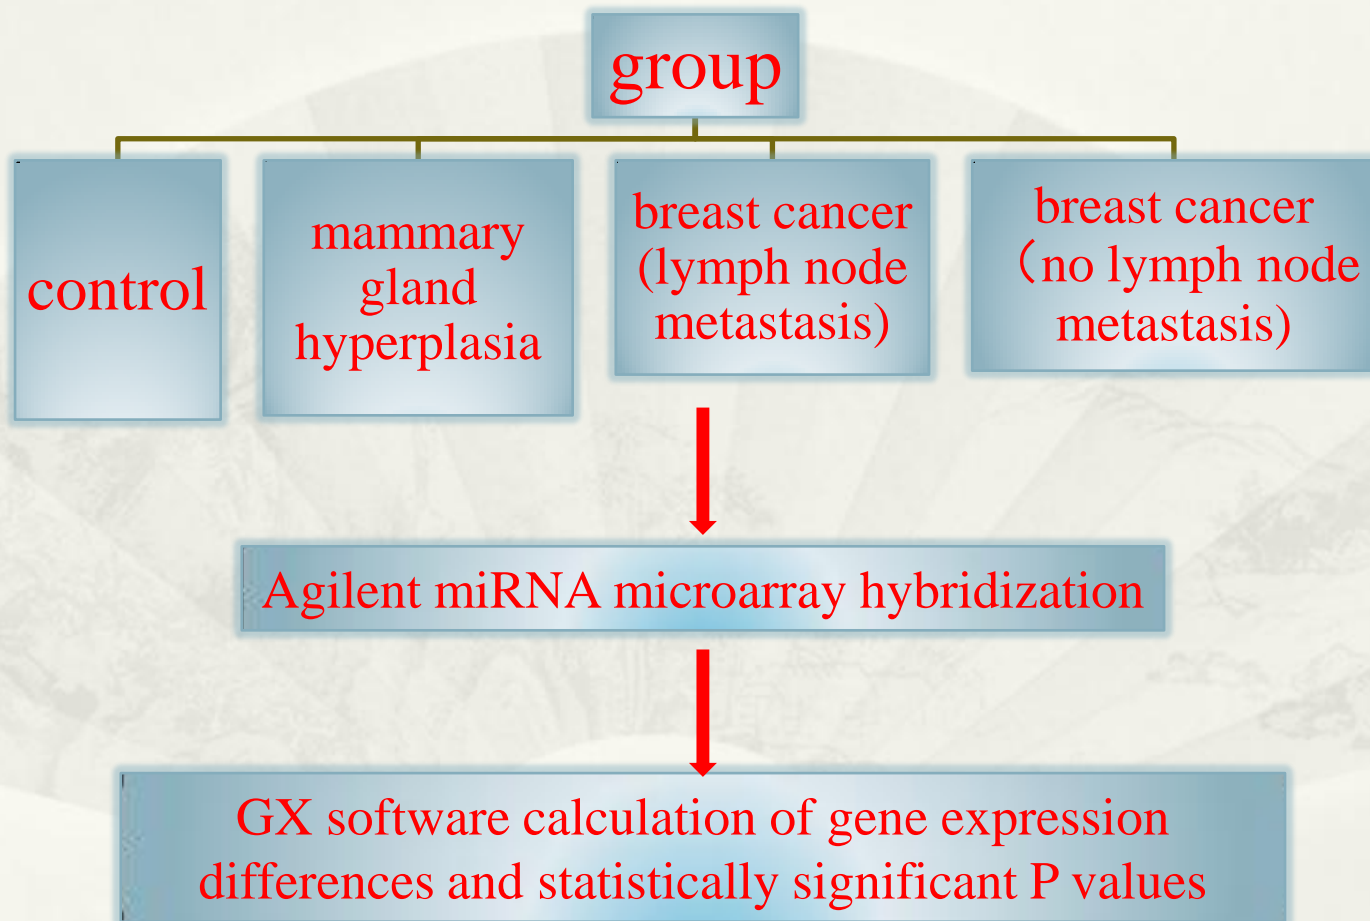 group
control
mammary
gland
hyperplasia
breast cancer
(lymph node
metastasis)
breast cancer
（no lymph node
metastasis)
Agilent miRNA microarray hybridization
GX software calculation of gene expression
differences and statistically significant P values